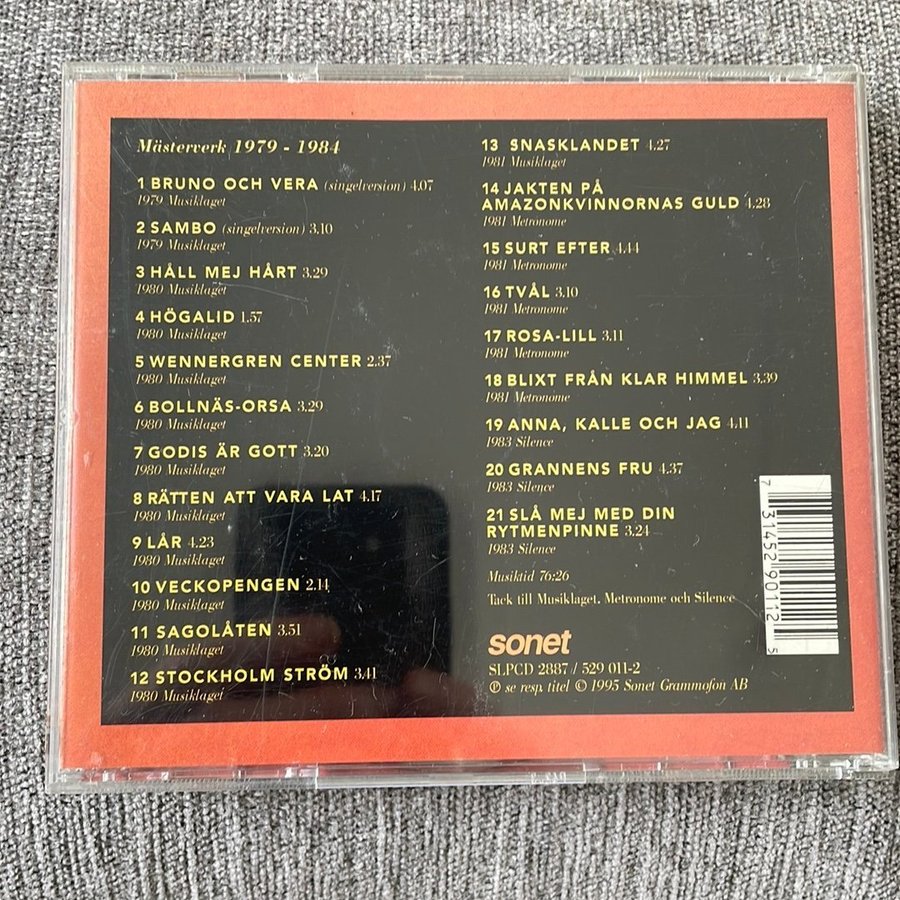 Mästerverk 1979 - 1984
1 BRUNO OCH VERA (singelversion) 4.07
1979 Musiklaget
2 SAMBO (singelversion) 3.10
1979 Musiklaget
3 HÅLL MEJ HÅRT 3.29
1980 Musiklaget
4 HÖGALID 1.57
1980 Musiklaget
5 WENNERGREN CENTER 2.37
1980 Musiklaget
6 BOLLNÄS-ORSA 3.29
1980 Musiklaget
7 GODIS ÄR GOTT 3.20
1980 Musiklaget
8 RÄTTEN ATT VARA LAT 4.17
1980 Musiklaget
9 LÅR 4.23
1980 Musiklaget
10 VECKOPENGEN 2.14
1980 Musiklaget
11 SAGOLÅTEN 3.51
1980 Musiklaget
12 STOCKHOLM STRÖM 3.41
1980 Musiklaget
13 SNASKLANDET 4.27
1981 Musiklaget
14 JAKTEN PÅ
AMAZONKVINNORNAS GULD 4.28
1981 Metronome
15 SURT EFTER 4.44
1981 Metronome
16 TVÅL 3.10
1981 Metronome
17 ROSA-LILL 3.11
1981 Metronome
18 BLIXT FRÅN KLAR HIMMEL 3.39
1981 Metronome
19 ANNA, KALLE OCH JAG 4.11
1983 Silence
20 GRANNENS FRU 4.37
1983 Silence
21 SLÅ MEJ MED DIN
RYTMENPINNE 3.24
1983 Silence
Musiktid 76:26
Tack till Musiklaget, Metronome och Silence
sonet
SLPCD 2887 / 529 011-2
℗ se resp. titel © 1995 Sonet Grammofon AB
7 31452 90112 5